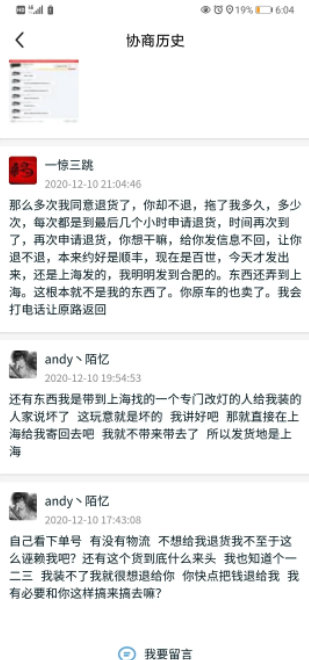 19% 6:04
协商历史
一惊三跳
2020-12-10 21:04:46
那么多次我同意退货了，你却不退，拖了我多久，多少
次，每次都是到最后几个小时申请退货，时间再次到
了，再次申请退货，你想干嘛，给你发信息不回，让你
退不退，本来约好是顺丰，现在是百世，今天才发出
来，还是上海发的，我明明发到合肥的。东西还弄到上
海。这根本就不是我的东西了。你原车的也卖了。我会
打电话让原路返回
andy丶陌忆
2020-12-10 19:54:53
还有东西我是带到上海找的一个专门改灯的人给我装的
人家说坏了 这玩意就是坏的 我讲好吧 那就直接在上
海给我寄回去吧 我就不带来带去了 所以发货地是上
海
andy丶陌忆
2020-12-10 17:43:08
自己看下单号 有没有物流 不想给我退货我不至于这
么诬赖我吧？还有这个货到底什么来头 我也知道个一
二三 我装不了我就很想退给你 你快点把钱退给我 我
有必要和你这样搞来搞去嘛？
我要留言